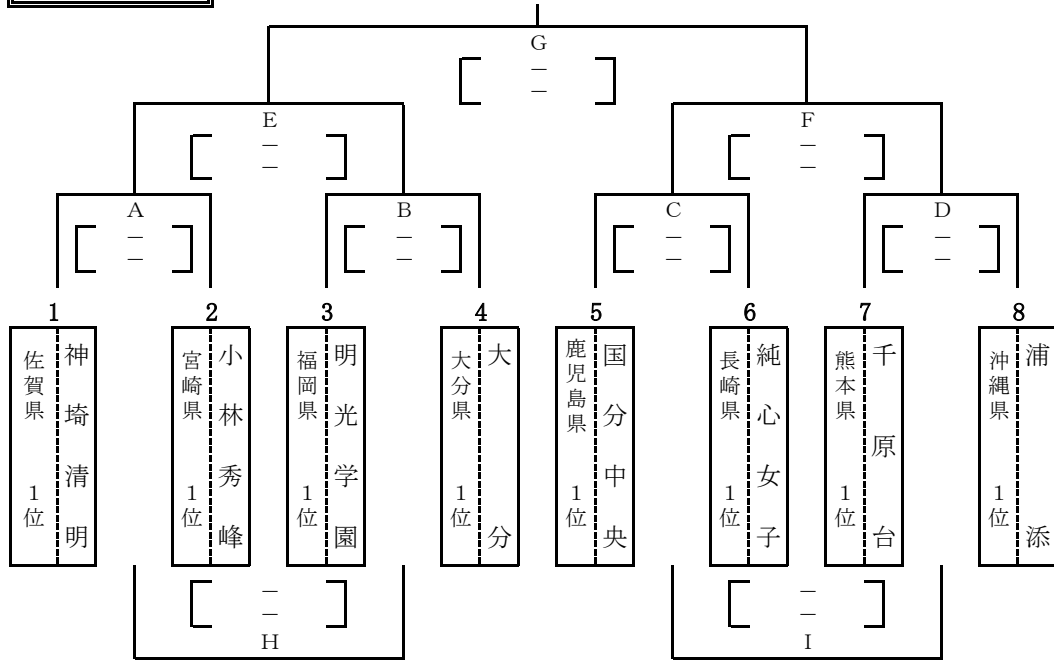 G
－
－
E
－
－
F
－
－
A
－
－
B
－
－
C
－
－
D
－
－
1
2
3
4
5
6
7
8
佐賀県 1位
神埼清明
宮崎県 1位
小林秀峰
福岡県 1位
明光学園
大分県 1位
大分
鹿児島県 1位
国分中央
長崎県 1位
純心女子
熊本県 1位
千原台
沖縄県 1位
浦添
－
－
H
－
－
I